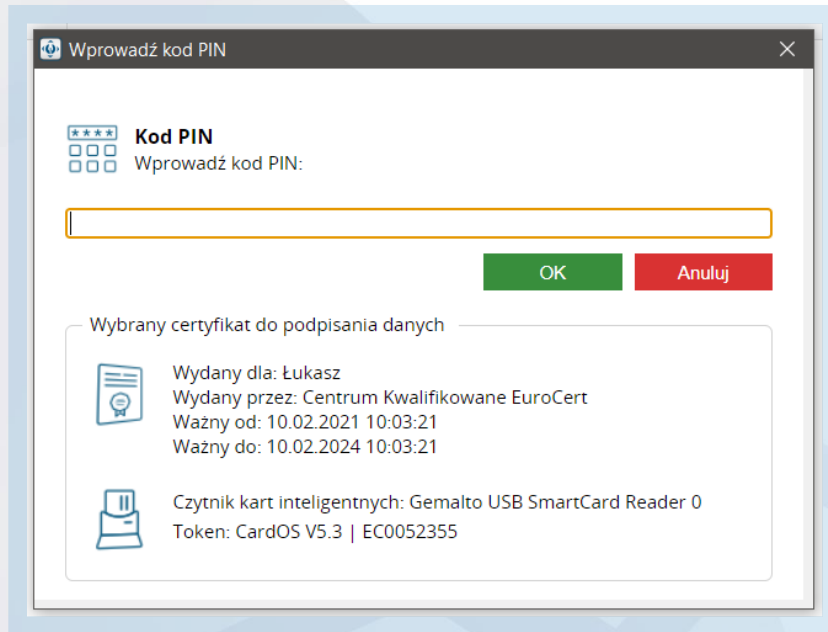 Wprowadź kod PIN
****
Kod PIN
Wprowadź kod PIN:
OK
Anuluj
Wybrany certyfikat do podpisania danych
Wydany dla: Łukasz
Wydany przez: Centrum Kwalifikowane EuroCert
Ważny od: 10.02.2021 10:03:21
Ważny do: 10.02.2024 10:03:21
Czytnik kart inteligentnych: Gemalto USB SmartCard Reader 0
Token: CardOS V5.3 | EC0052355